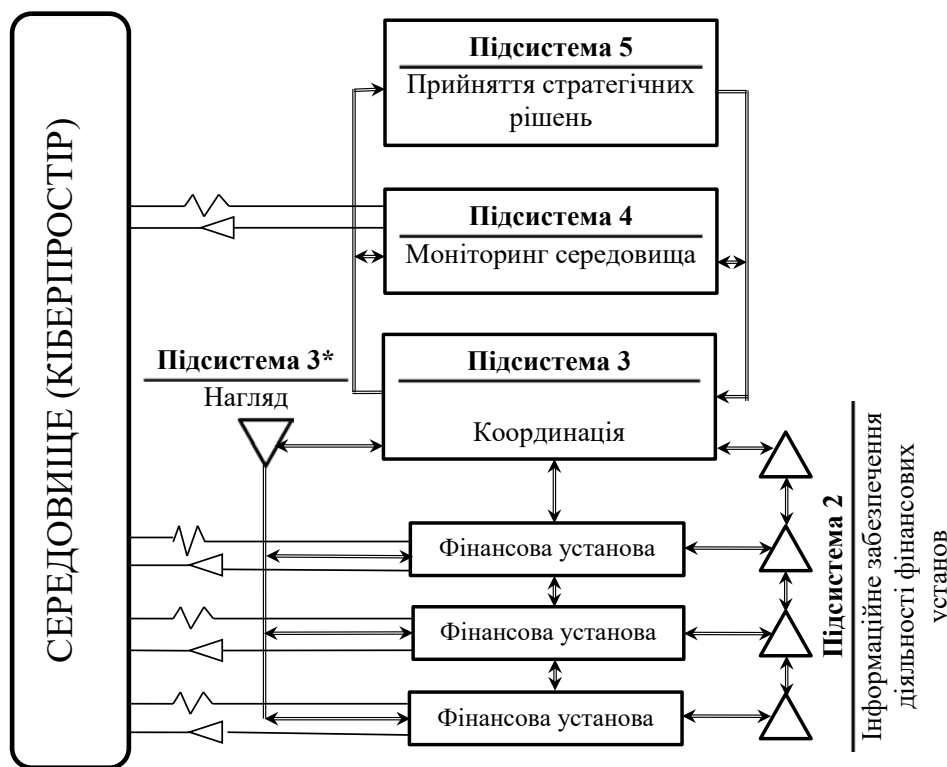 СЕРЕДОВИЩЕ (КІБЕРПРОСТІР)
Підсистема 5
Прийняття стратегічних
рішень
Підсистема 4
Моніторинг середовища
Підсистема 3*
Нагляд
Підсистема 3
Координація
Фінансова установа
Фінансова установа
Фінансова установа
Підсистема 2
Інформаційне забезпечення
діяльності фінансових
установ